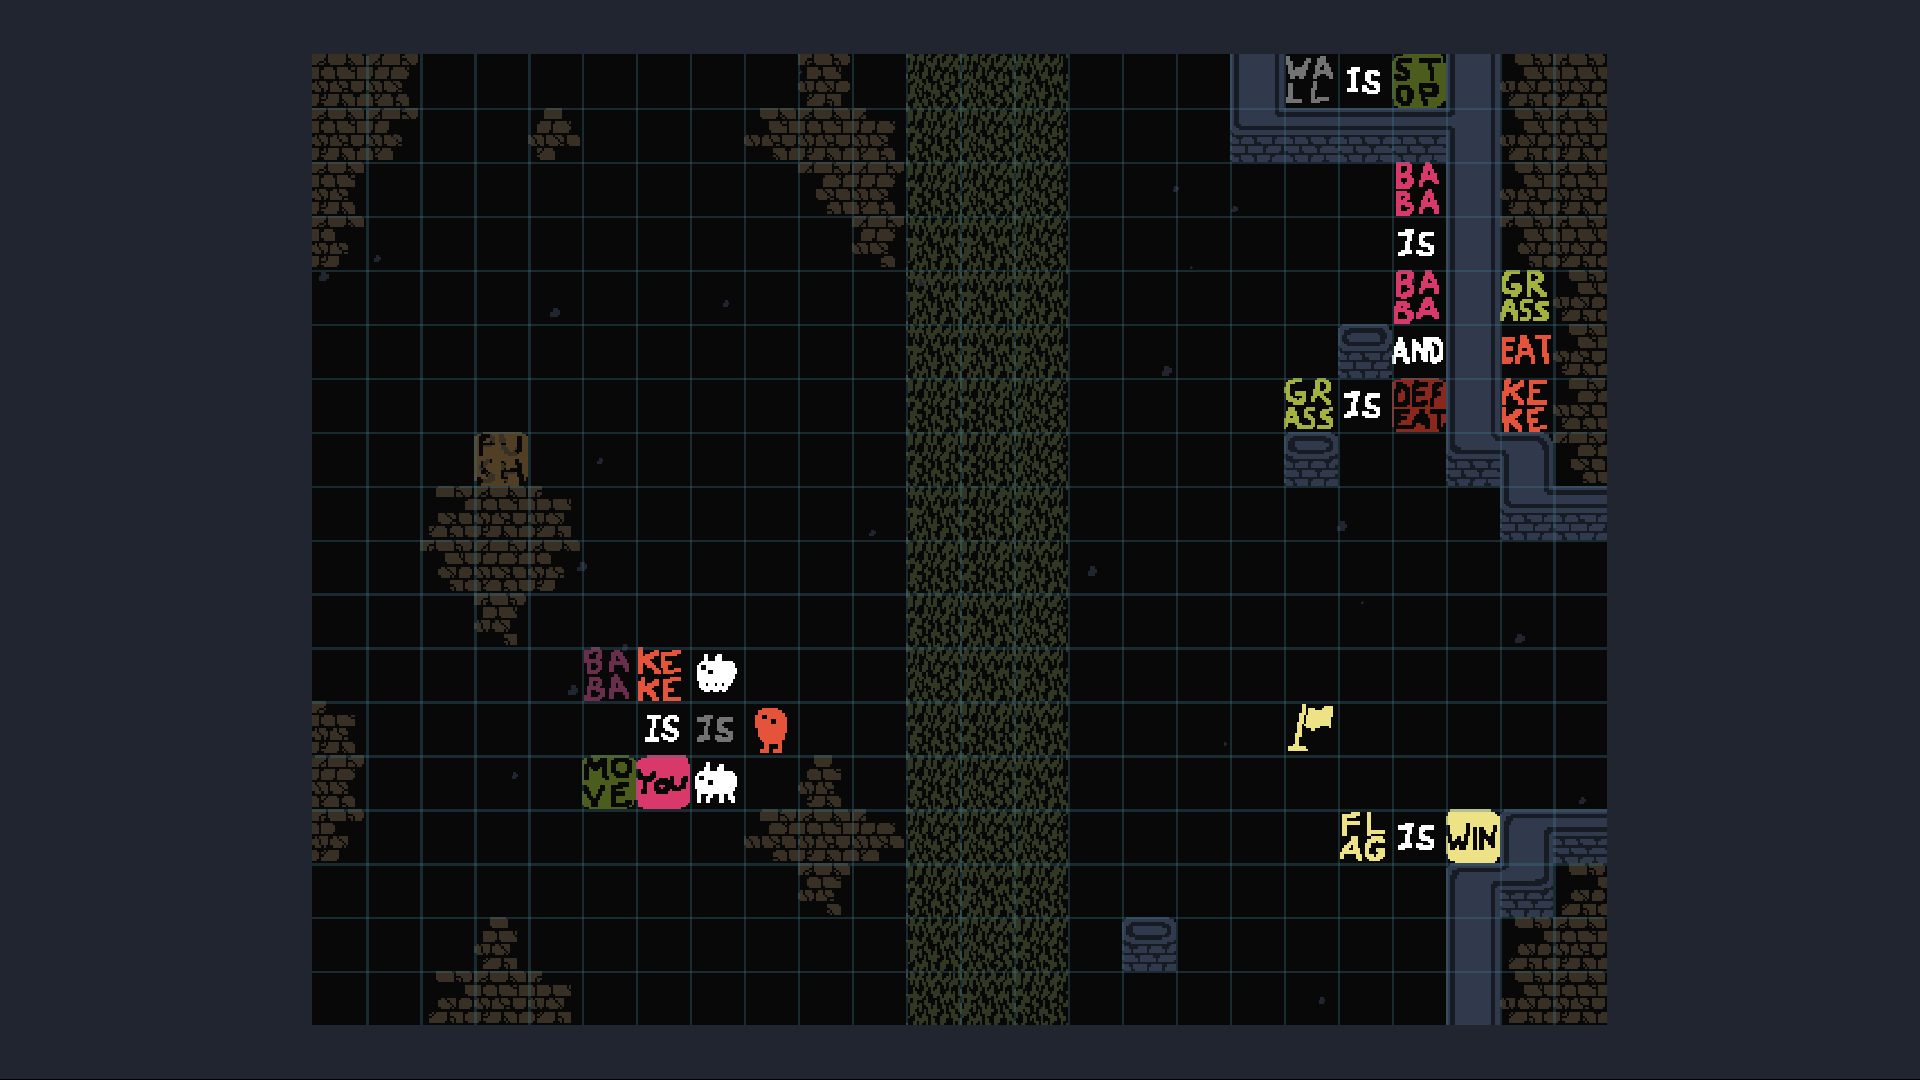 WALL IS STOP
BABA
IS
BABA GRASS
AND EAT
GRASS IS DEFEAT KEKE
PUSH
BABA KEKE
IS IS
MOVE YOU
FLAG IS WIN